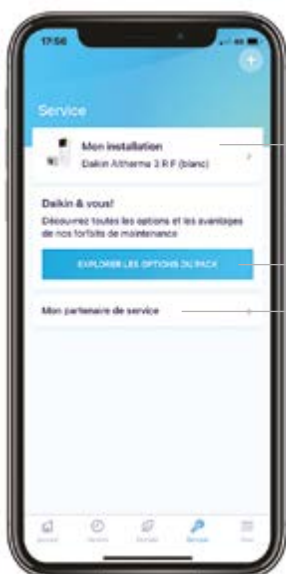 17:56
Service
Mon installation
Daikin Altherma 3 R F (blanc)
Daikin & vous!
Découvrez toutes les options et les avantages
de nos forfaits de maintenance
EXPLORER LES OPTIONS DU PACK
Mon partenaire de service
Service